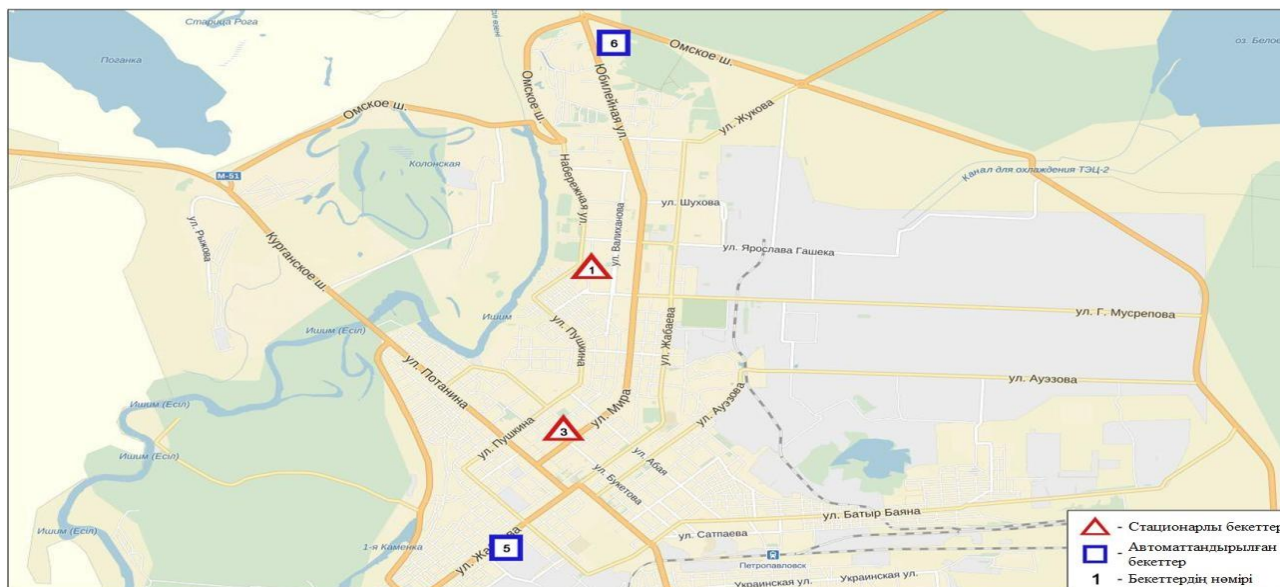 Старица Рога
Поганка
6
Омское ш.
оз. Белое
Омское ш.
Юбилейная ул.
Омское ш.
ул. Жукова
Колонская
Набережная ул.
Канал для охлаждения ТЭЦ-2
М-51
ул. Рыжова
ул. Валиханова
ул. Шухова
Курганское ш.
ул. Ярослава Гашека
1
Ишим
ул. Г. Мусрепова
Ишим (Есіл)
ул. Пушкина
ул. Жабаева
ул. Потанина
ул. Ауэзова
Ишим (Есіл)
ул. Мира
ул. Ауэзова
ул. Пушкина
3
Ишим (Есіл)
ул. Абая
ул. Букетова
ул. Батыр Баяна
Ишим (Есіл)
1-я Каменка
5
ул. Сатпаева
Петропавловск
Украинская ул.
Украинская ул.
- Стационарлы бекеттер
- Автоматтандырылған
бекеттер
1 - Бекеттердің нөмірі